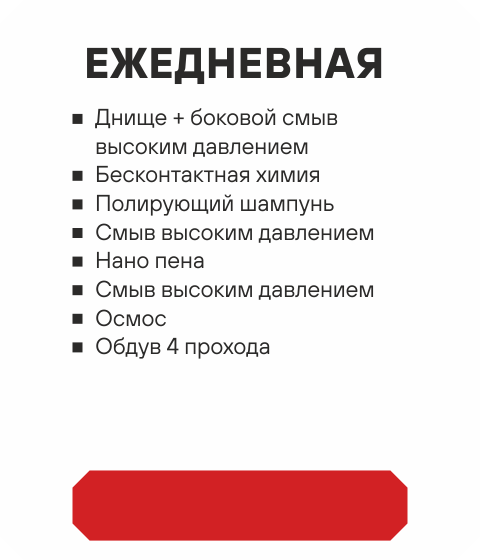 ЕЖЕДНЕВНАЯ
▪ Днище + боковой смыв
высоким давлением
▪ Бесконтактная химия
▪ Полирующий шампунь
▪ Смыв высоким давлением
▪ Нано пена
▪ Смыв высоким давлением
▪ Осмос
▪ Обдув 4 прохода